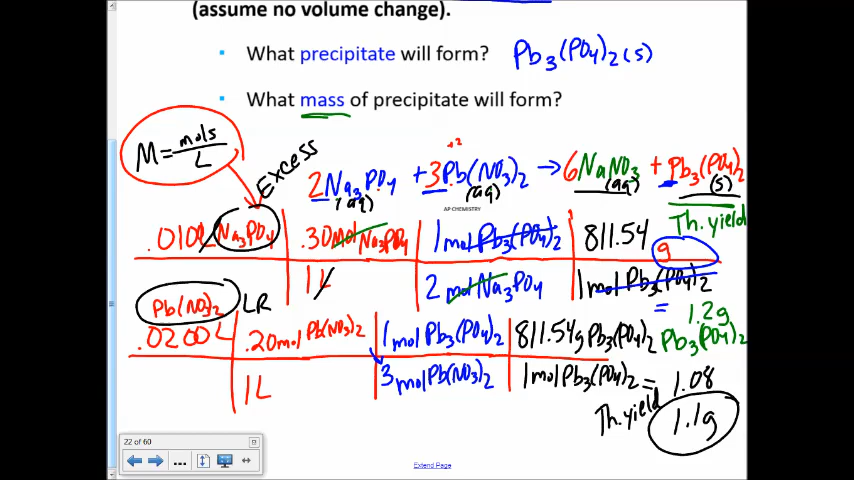 (assume no volume change).
▪ What precipitate will form? Pb₃(PO₄)₂(s)
▪ What mass of precipitate will form?
M = mols/L
EXCESS
+2
2Na₃PO₄ + 3Pb(NO₃)₂ → 6NaNO₃ + Pb₃(PO₄)₂
(aq) (aq) (aq) (s)
AP CHEMISTRY
Th. yield
.0100L Na₃PO₄ .30mol Na₃PO₄ 1mol Pb₃(PO₄)₂ 811.54 g
1L 2 mol Na₃PO₄ 1mol Pb₃(PO₄)₂
= 1.2g
Pb₃(PO₄)₂
Pb(NO₃)₂ LR
.0200L .20mol Pb(NO₃)₂ 1mol Pb₃(PO₄)₂ 811.54g Pb₃(PO₄)₂
1L 3 mol Pb(NO₃)₂ 1mol Pb₃(PO₄)₂ = 1.08
Th. yield 1.1g
22 of 60
Extend Page